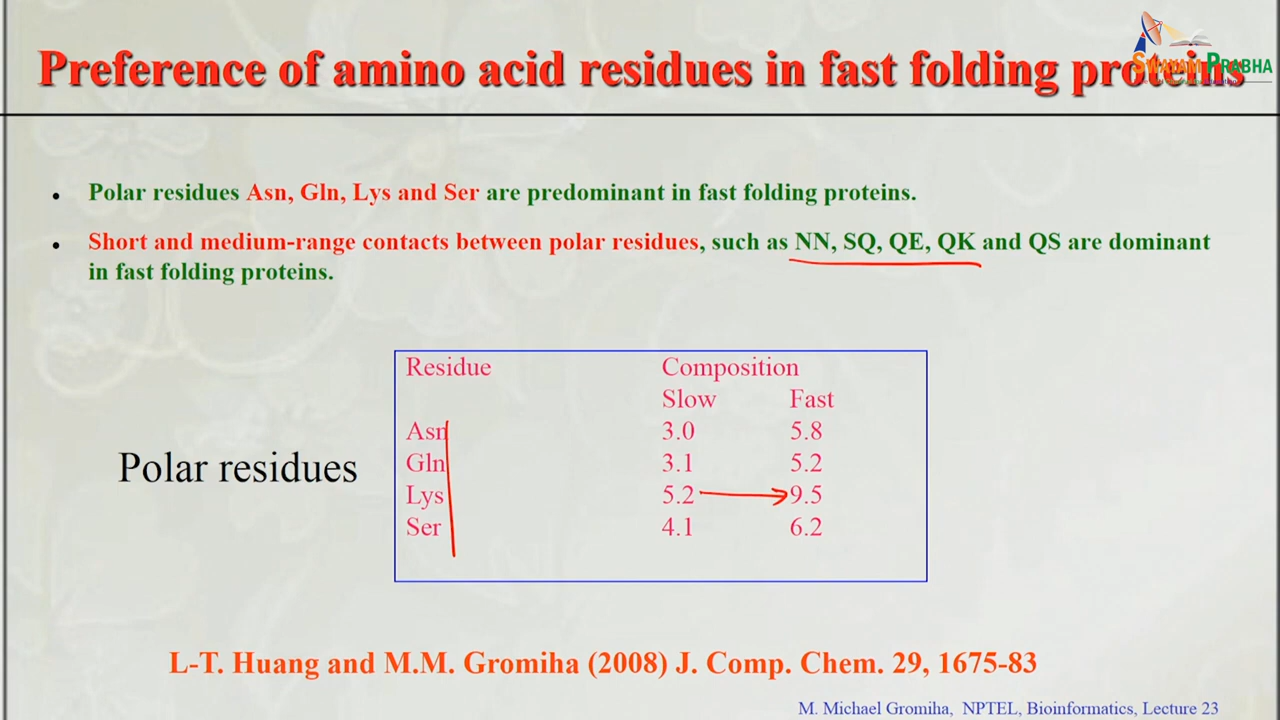 Preference of amino acid residues in fast folding proteins
SWAYAM PRABHA
• Polar residues Asn, Gln, Lys and Ser are predominant in fast folding proteins.
• Short and medium-range contacts between polar residues, such as NN, SQ, QE, QK and QS are dominant
in fast folding proteins.
Residue Composition
Slow Fast
Asn 3.0 5.8
Gln 3.1 5.2
Polar residues
Lys 5.2 9.5
Ser 4.1 6.2
L-T. Huang and M.M. Gromiha (2008) J. Comp. Chem. 29, 1675-83
M. Michael Gromiha, NPTEL, Bioinformatics, Lecture 23